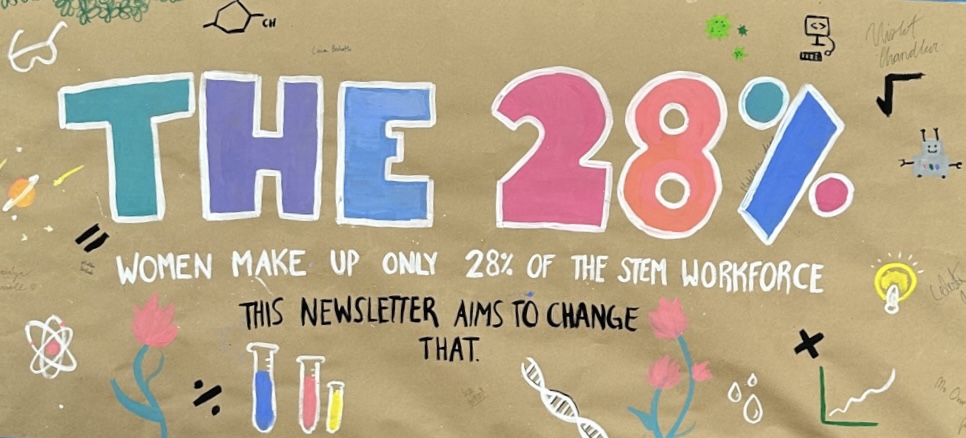 CH
Violet
Chandler
THE 28%
WOMEN MAKE UP ONLY 28% OF THE STEM WORKFORCE
THIS NEWSLETTER AIMS TO CHANGE
THAT.